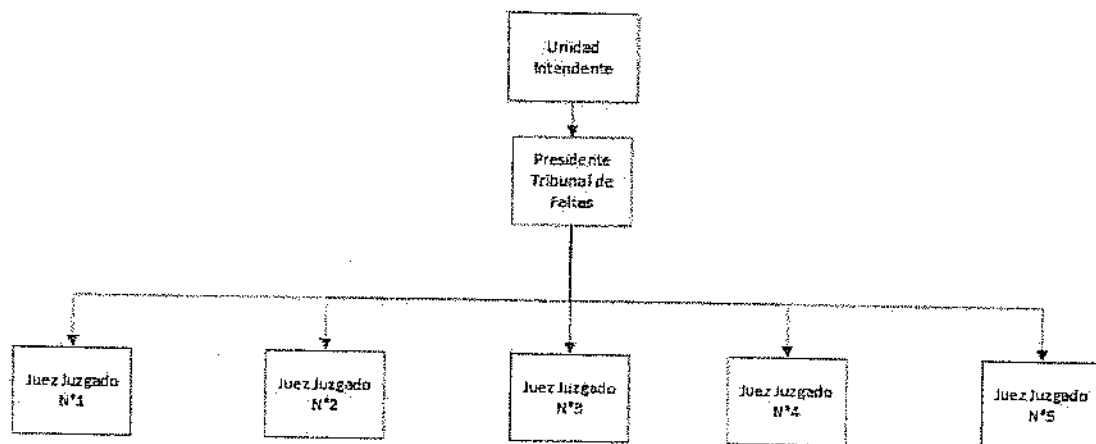 Unidad
Intendente
Presidente
Tribunal de
Faltas
Juez Juzgado
N°1
Juez Juzgado
N°2
Juez Juzgado
N°3
Juez Juzgado
N°4
Juez Juzgado
N°5